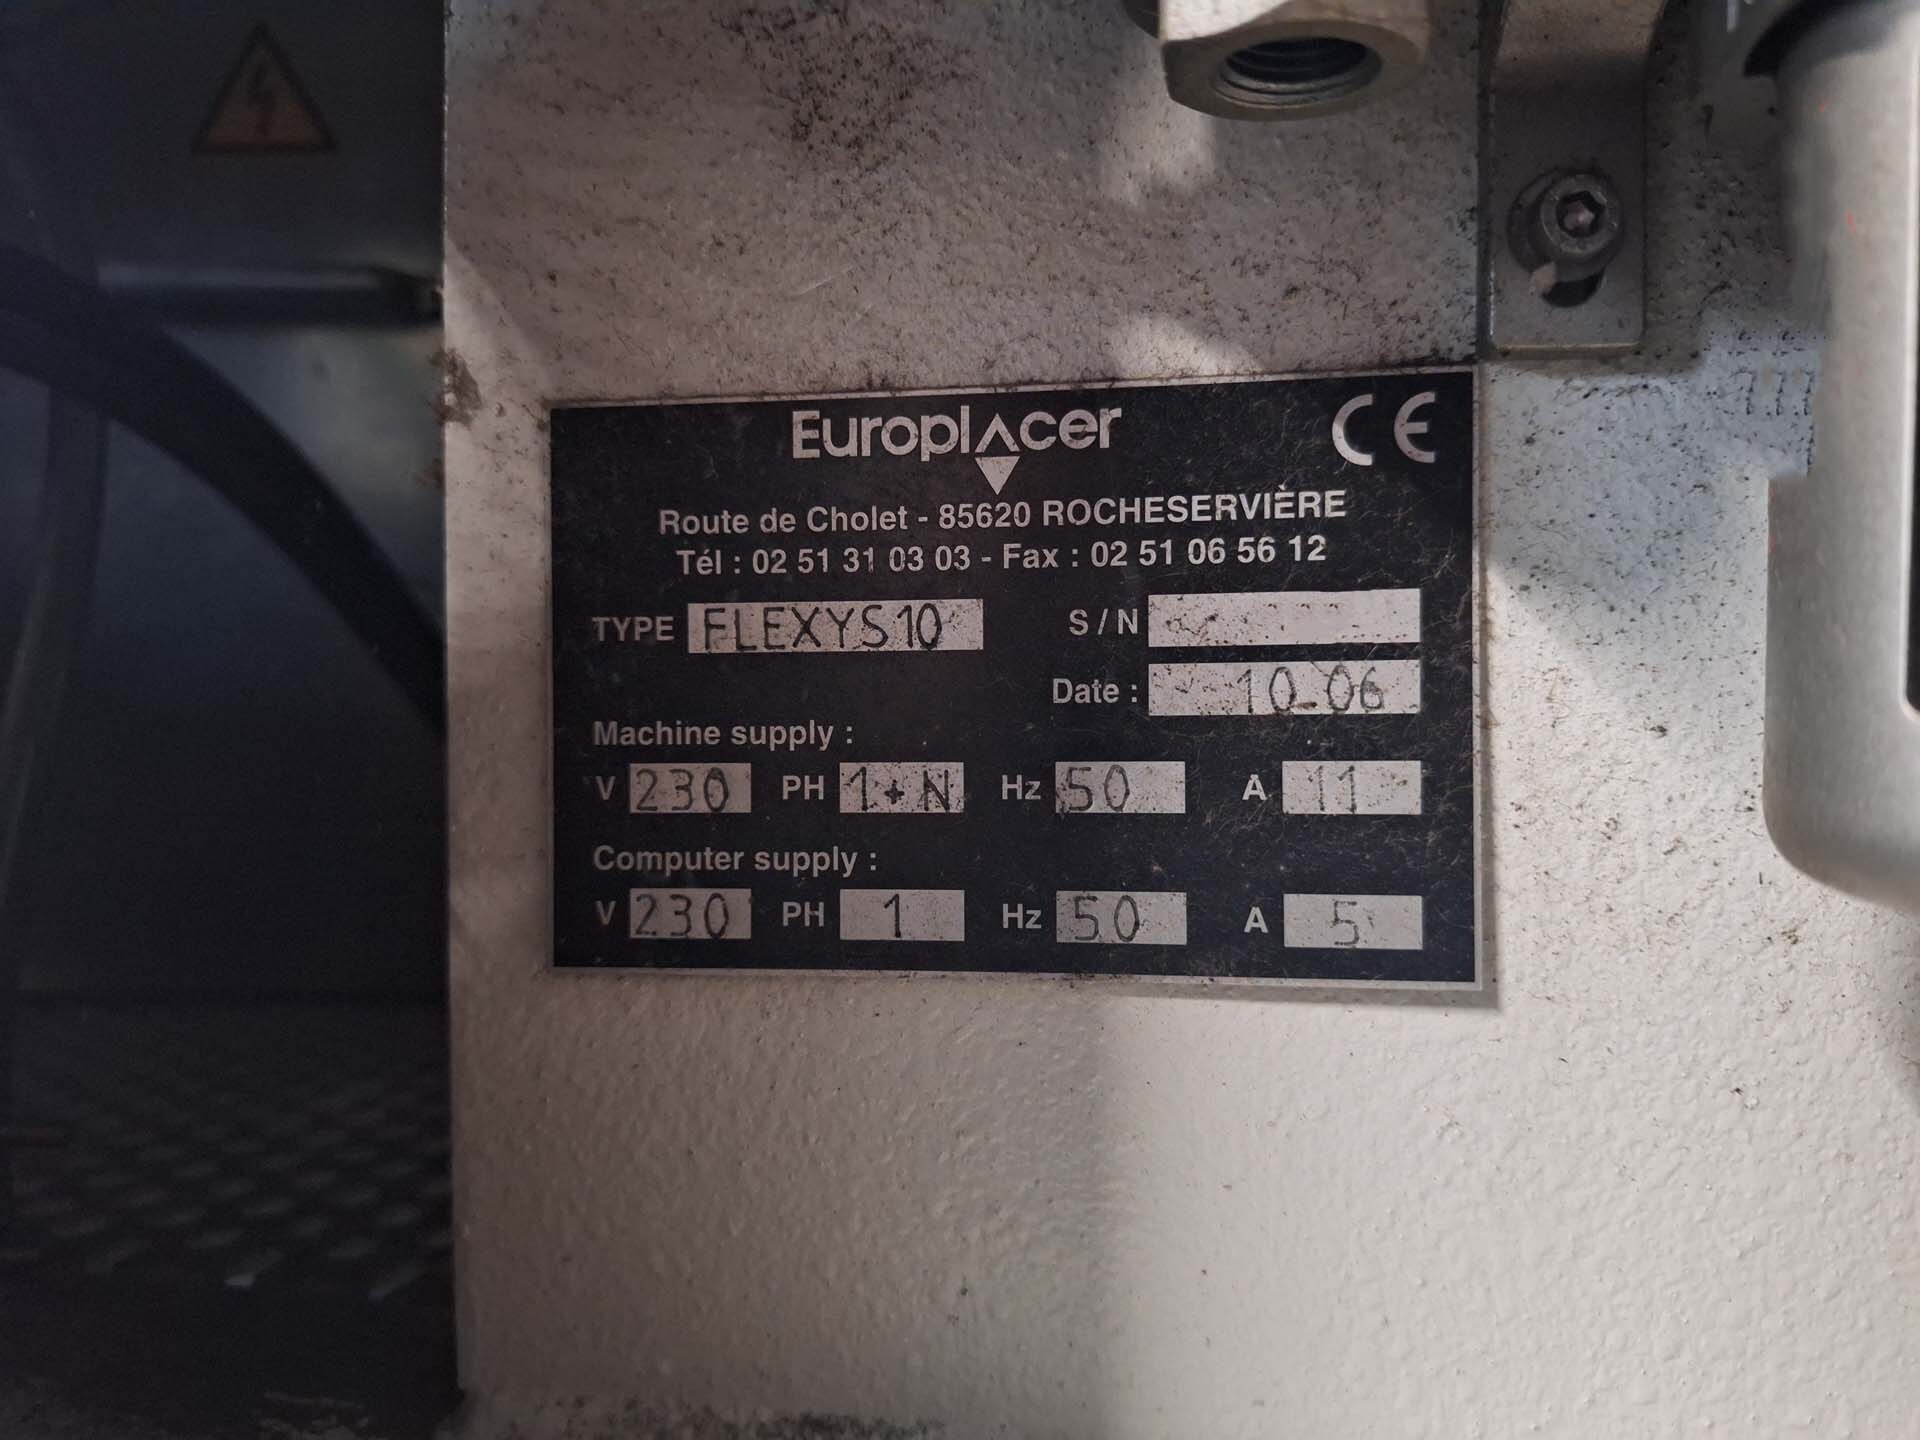 Europlacer CE
Route de Cholet - 85620 ROCHESERVIÈRE
Tél : 02 51 31 03 03 - Fax : 02 51 06 56 12
TYPE FLEXYS10 S / N
Date : 10-06
Machine supply :
V 230 PH 1+N Hz 50 A 11
Computer supply :
V 230 PH 1 Hz 50 A 5